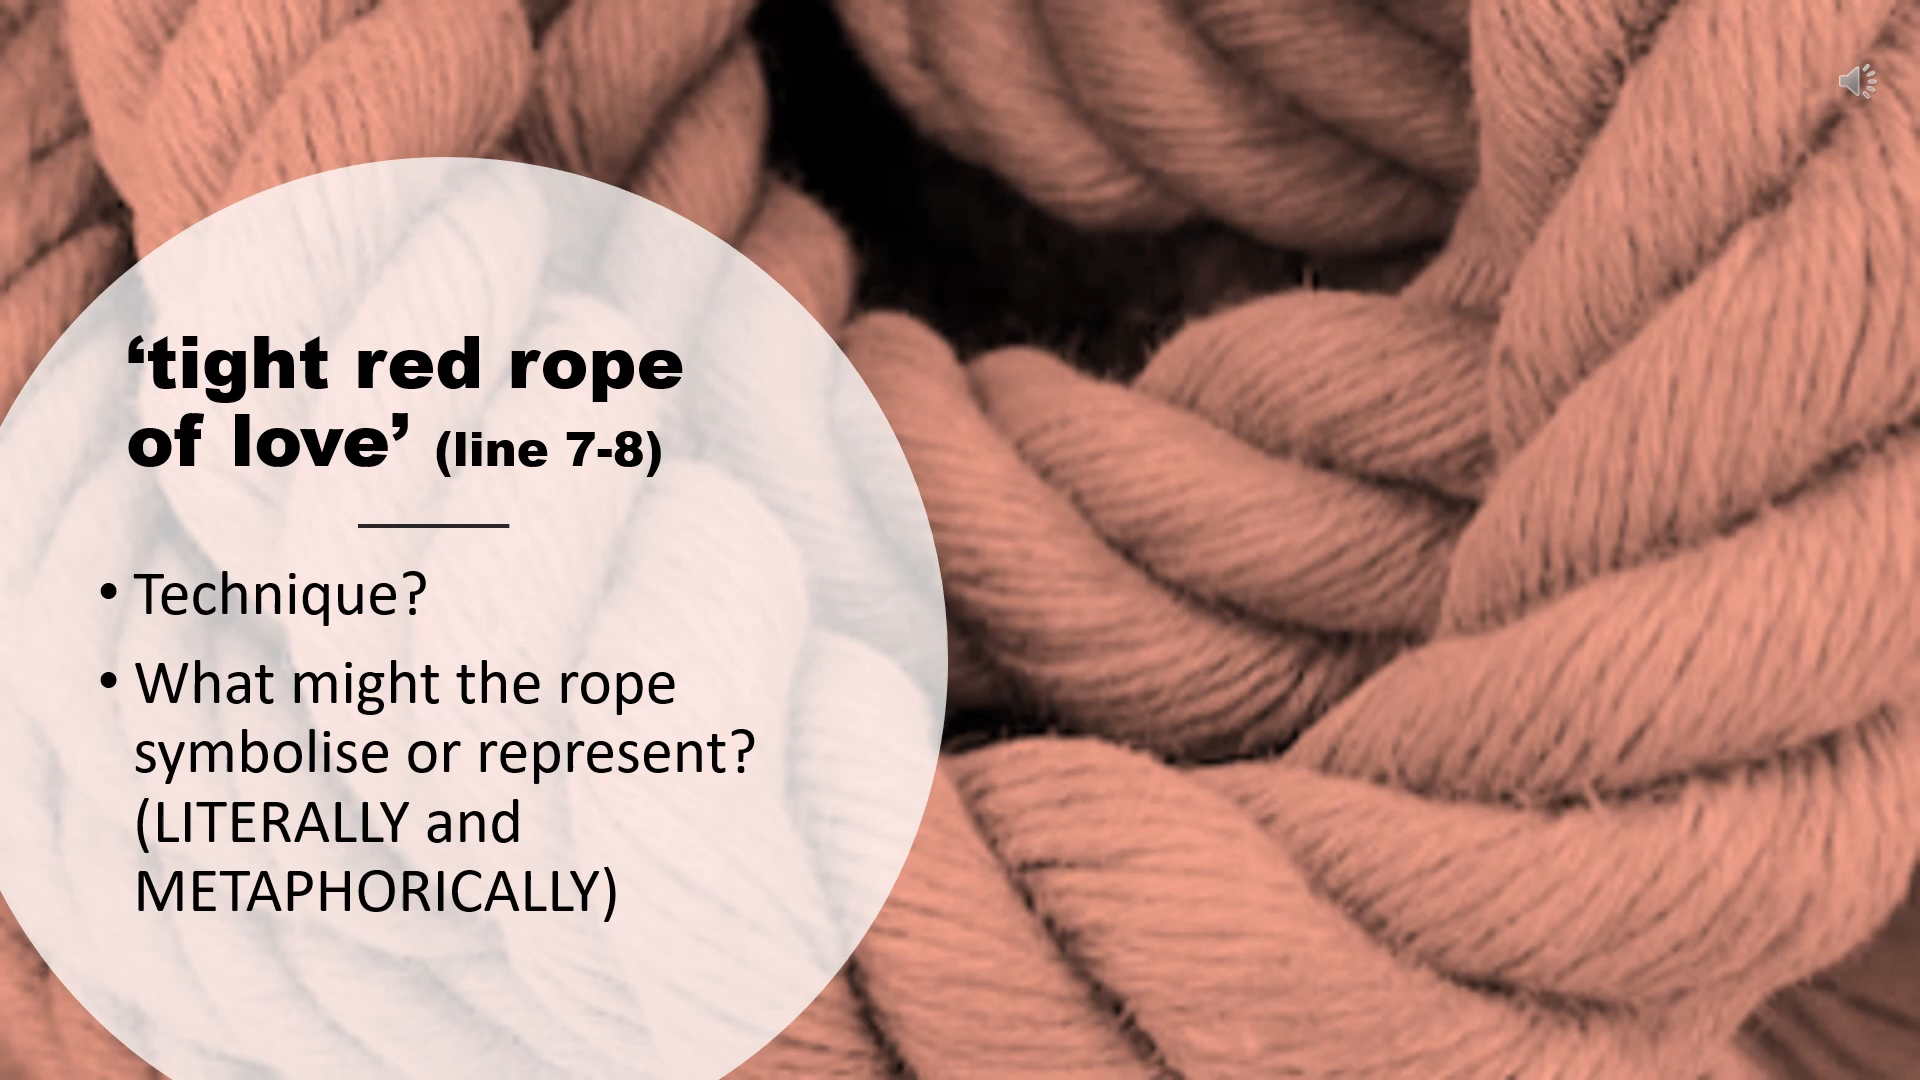 ‘tight red rope
of love’ (line 7-8)
• Technique?
• What might the rope
symbolise or represent?
(LITERALLY and
METAPHORICALLY)